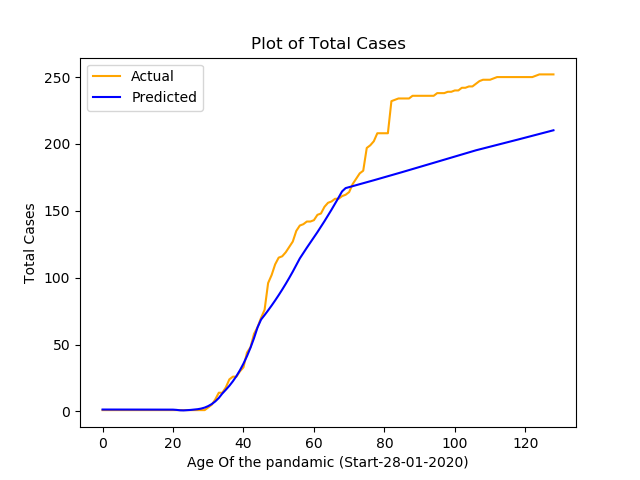 Plot of Total Cases
Actual
Predicted
250
200
150
100
50
0
Total Cases
0 20 40 60 80 100 120
Age Of the pandamic (Start-28-01-2020)